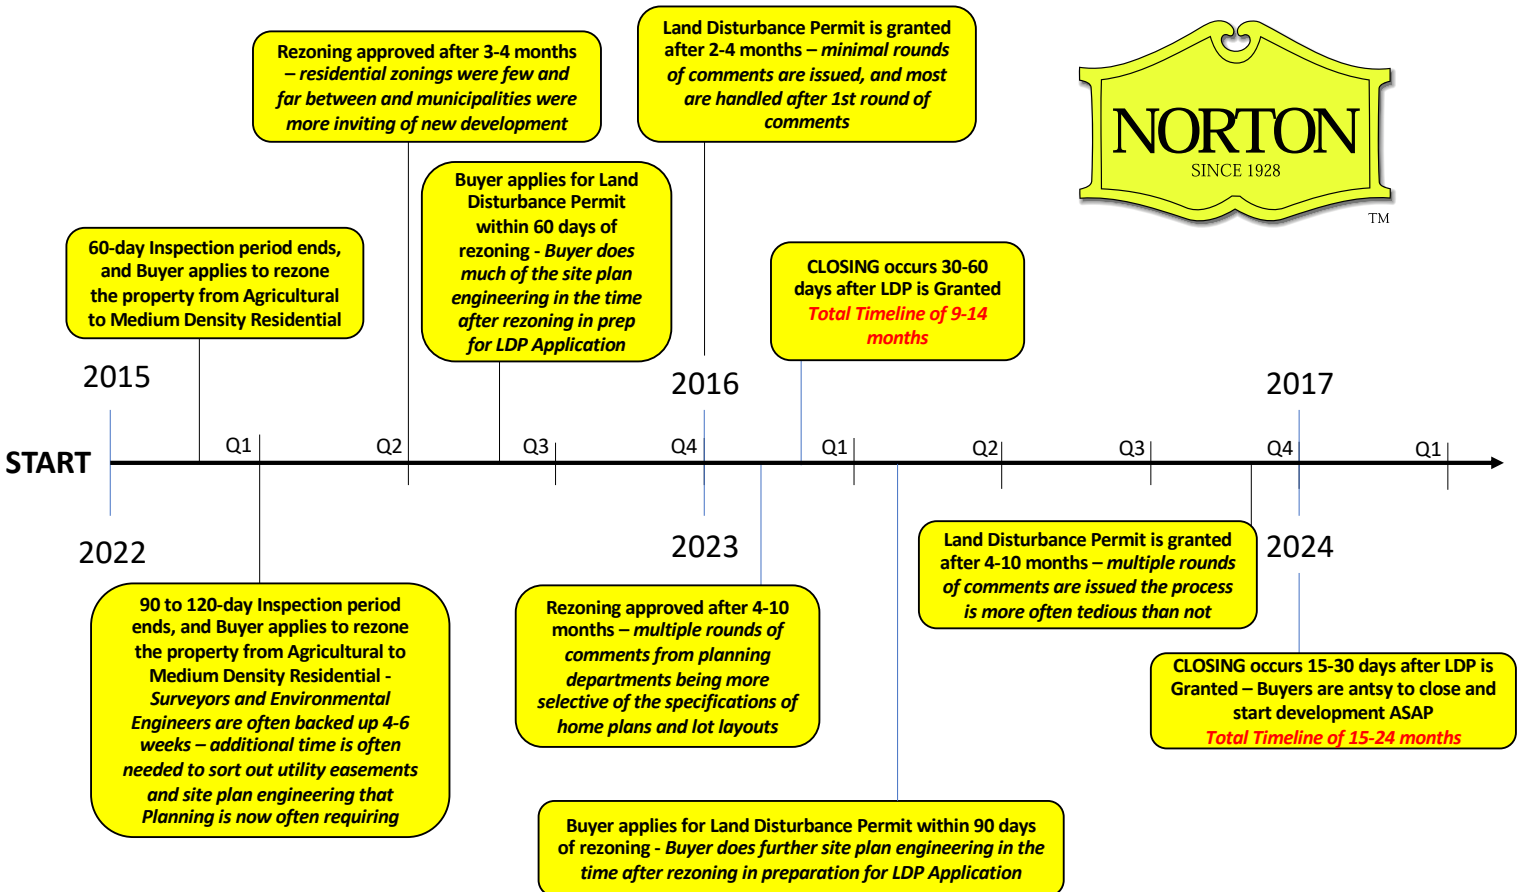 Rezoning approved after 3-4 months
– residential zonings were few and
far between and municipalities were
more inviting of new development
Land Disturbance Permit is granted
after 2-4 months – minimal rounds
of comments are issued, and most
are handled after 1st round of
comments
NORTON
SINCE 1928
TM
60-day Inspection period ends,
and Buyer applies to rezone
the property from Agricultural
to Medium Density Residential
Buyer applies for Land
Disturbance Permit
within 60 days of
rezoning - Buyer does
much of the site plan
engineering in the time
after rezoning in prep
for LDP Application
CLOSING occurs 30-60
days after LDP is Granted
Total Timeline of 9-14
months
2015
2016
2017
START
Q1
Q2
Q3
Q4
Q1
Q2
Q3
Q4
Q1
2022
2023
2024
90 to 120-day Inspection period
ends, and Buyer applies to rezone
the property from Agricultural to
Medium Density Residential -
Surveyors and Environmental
Engineers are often backed up 4-6
weeks – additional time is often
needed to sort out utility easements
and site plan engineering that
Planning is now often requiring
Rezoning approved after 4-10
months – multiple rounds of
comments from planning
departments being more
selective of the specifications of
home plans and lot layouts
Land Disturbance Permit is granted
after 4-10 months – multiple rounds
of comments are issued the process
is more often tedious than not
CLOSING occurs 15-30 days after LDP is
Granted – Buyers are antsy to close and
start development ASAP
Total Timeline of 15-24 months
Buyer applies for Land Disturbance Permit within 90 days
of rezoning - Buyer does further site plan engineering in the
time after rezoning in preparation for LDP Application